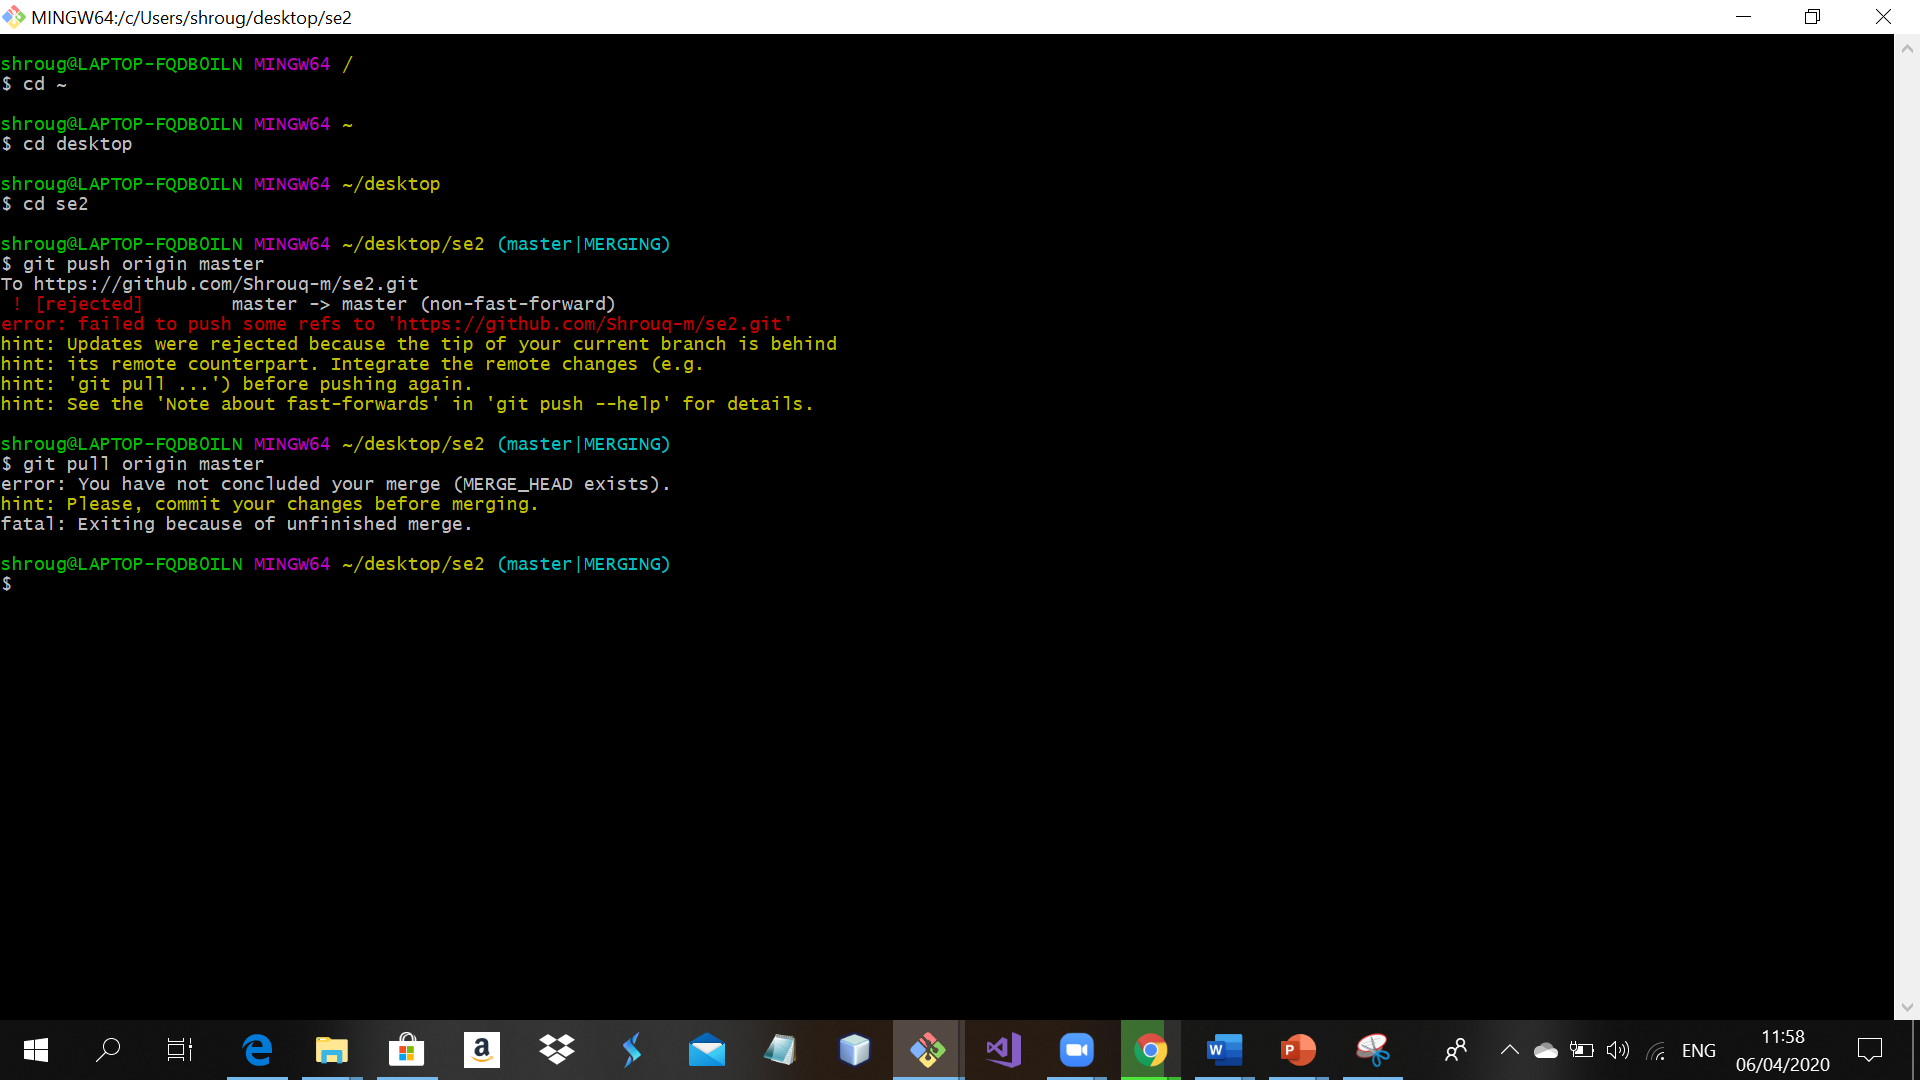 MINGW64:/c/Users/shroug/desktop/se2
shroug@LAPTOP-FQDB0ILN MINGW64 /
$ cd ~
shroug@LAPTOP-FQDB0ILN MINGW64 ~
$ cd desktop
shroug@LAPTOP-FQDB0ILN MINGW64 ~/desktop
$ cd se2
shroug@LAPTOP-FQDB0ILN MINGW64 ~/desktop/se2 (master|MERGING)
$ git push origin master
To https://github.com/Shrouq-m/se2.git
! [rejected] master -> master (non-fast-forward)
error: failed to push some refs to 'https://github.com/Shrouq-m/se2.git'
hint: Updates were rejected because the tip of your current branch is behind
hint: its remote counterpart. Integrate the remote changes (e.g.
hint: 'git pull ...') before pushing again.
hint: See the 'Note about fast-forwards' in 'git push --help' for details.
shroug@LAPTOP-FQDB0ILN MINGW64 ~/desktop/se2 (master|MERGING)
$ git pull origin master
error: You have not concluded your merge (MERGE_HEAD exists).
hint: Please, commit your changes before merging.
fatal: Exiting because of unfinished merge.
shroug@LAPTOP-FQDB0ILN MINGW64 ~/desktop/se2 (master|MERGING)
$
a
W
P
ENG
11:58
06/04/2020